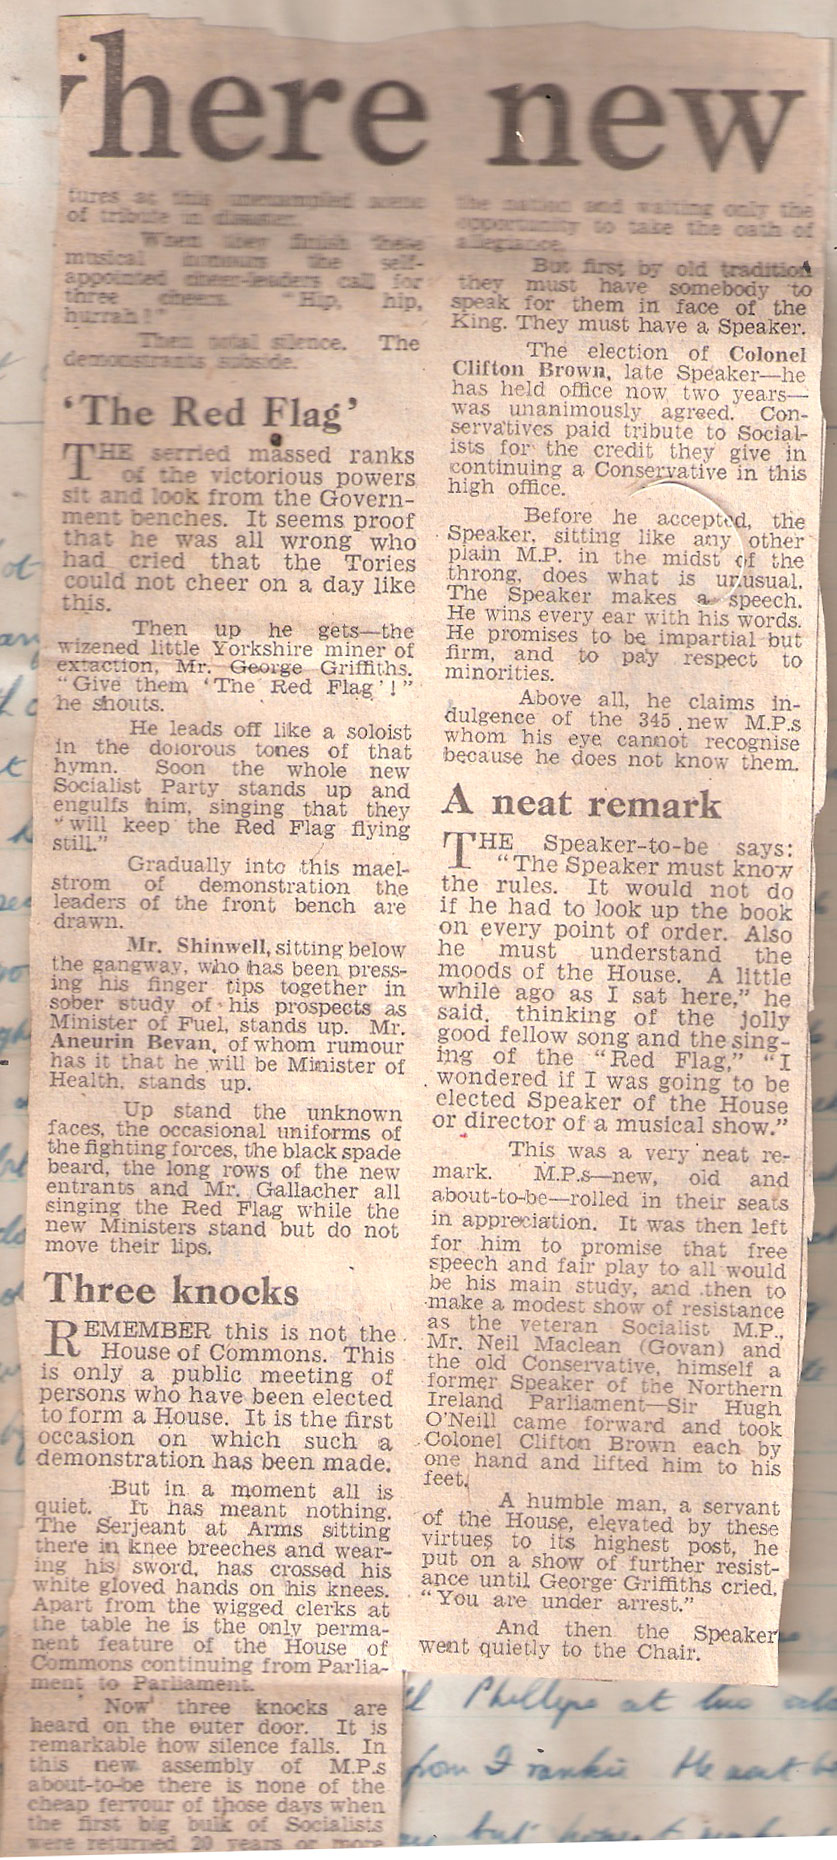 here new
tures at this unexampled scene
of tribute in disaster.
When they finish these
musical honours the self-
appointed cheer-leaders call for
three cheers. "Hip, hip,
hurrah!"
Then total silence. The
demonstrants subside.
'The Red Flag'
THE serried massed ranks
of the victorious powers
sit and look from the Govern-
ment benches. It seems proof
that he was all wrong who
had cried that the Tories
could not cheer on a day like
this.
Then up he gets—the
wizened little Yorkshire miner of
extaction, Mr. George Griffiths.
"Give them 'The Red Flag'!"
he shouts.
He leads off like a soloist
in the dolorous tones of that
hymn. Soon the whole new
Socialist Party stands up and
engulfs him, singing that they
"will keep the Red Flag flying
still."
Gradually into this mael-
strom of demonstration the
leaders of the front bench are
drawn.
Mr. Shinwell, sitting below
the gangway, who has been press-
ing his finger tips together in
sober study of his prospects as
Minister of Fuel, stands up. Mr.
Aneurin Bevan, of whom rumour
has it that he will be Minister of
Health, stands up.
Up stand the unknown
faces, the occasional uniforms of
the fighting forces, the black spade
beard, the long rows of the new
entrants and Mr. Gallacher all
singing the Red Flag while the
new Ministers stand but do not
move their lips.
Three knocks
REMEMBER this is not the
House of Commons. This
is only a public meeting of
persons who have been elected
to form a House. It is the first
occasion on which such a
demonstration has been made.
But in a moment all is
quiet. It has meant nothing.
The Serjeant at Arms sitting
there in knee breeches and wear-
ing his sword, has crossed his
white gloved hands on his knees.
Apart from the wigged clerks at
the table he is the only perma-
nent feature of the House of
Commons continuing from Parlia-
ment to Parliament.
Now three knocks are
heard on the outer door. It is
remarkable how silence falls. In
this new assembly of M.P.s
about-to-be there is none of the
cheap fervour of those days when
the first big bulk of Socialists
were returned 20 years or more
the nation and waiting only the
opportunity to take the oath of
allegiance.
But first by old tradition
they must have somebody to
speak for them in face of the
King. They must have a Speaker.
The election of Colonel
Clifton Brown, late Speaker—he
has held office now two years—
was unanimously agreed. Con-
servatives paid tribute to Social-
ists for the credit they give in
continuing a Conservative in this
high office.
Before he accepted, the
Speaker, sitting like any other
plain M.P. in the midst of the
throng, does what is unusual.
The Speaker makes a speech.
He wins every ear with his words.
He promises to be impartial but
firm, and to pay respect to
minorities.
Above all, he claims in-
dulgence of the 345 new M.P.s
whom his eye cannot recognise
because he does not know them.
A neat remark
THE Speaker-to-be says:
"The Speaker must know
the rules. It would not do
if he had to look up the book
on every point of order. Also
he must understand the
moods of the House. A little
while ago as I sat here," he
said, thinking of the jolly
good fellow song and the sing-
ing of the "Red Flag," "I
wondered if I was going to be
elected Speaker of the House
or director of a musical show."
This was a very neat re-
mark. M.P.s—new, old and
about-to-be—rolled in their seats
in appreciation. It was then left
for him to promise that free
speech and fair play to all would
be his main study, and then to
make a modest show of resistance
as the veteran Socialist M.P.,
Mr. Neil Maclean (Govan) and
the old Conservative, himself a
former Speaker of the Northern
Ireland Parliament—Sir Hugh
O'Neill came forward and took
Colonel Clifton Brown each by
one hand and lifted him to his
feet.
A humble man, a servant
of the House, elevated by these
virtues to its highest post, he
put on a show of further resist-
ance until George Griffiths cried,
"You are under arrest."
And then the Speaker
went quietly to the Chair.
Phillips at
from Frankie He
but